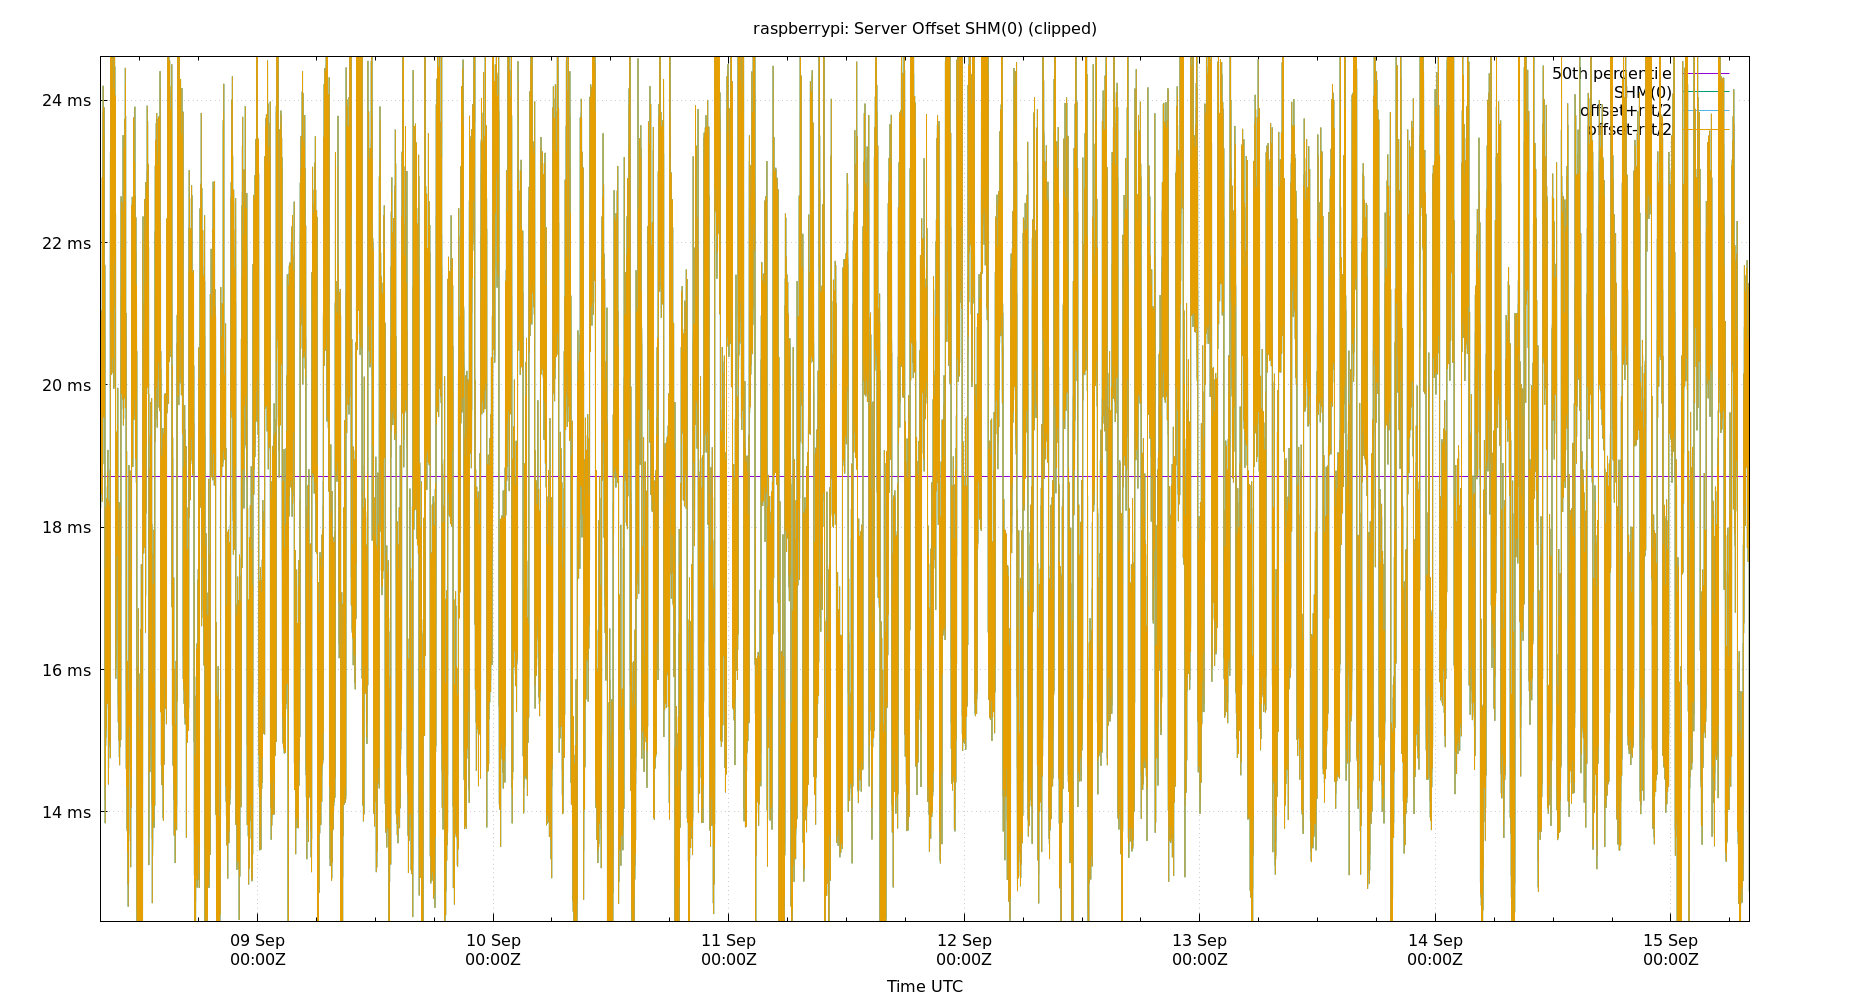 raspberrypi: Server Offset SHM(0) (clipped)
50th percentile
SHM(0)
offset+rtt/2
offset-rtt/2
24 ms
22 ms
20 ms
18 ms
16 ms
14 ms
09 Sep 10 Sep 11 Sep 12 Sep 13 Sep 14 Sep 15 Sep
00:00Z 00:00Z 00:00Z 00:00Z 00:00Z 00:00Z 00:00Z
Time UTC